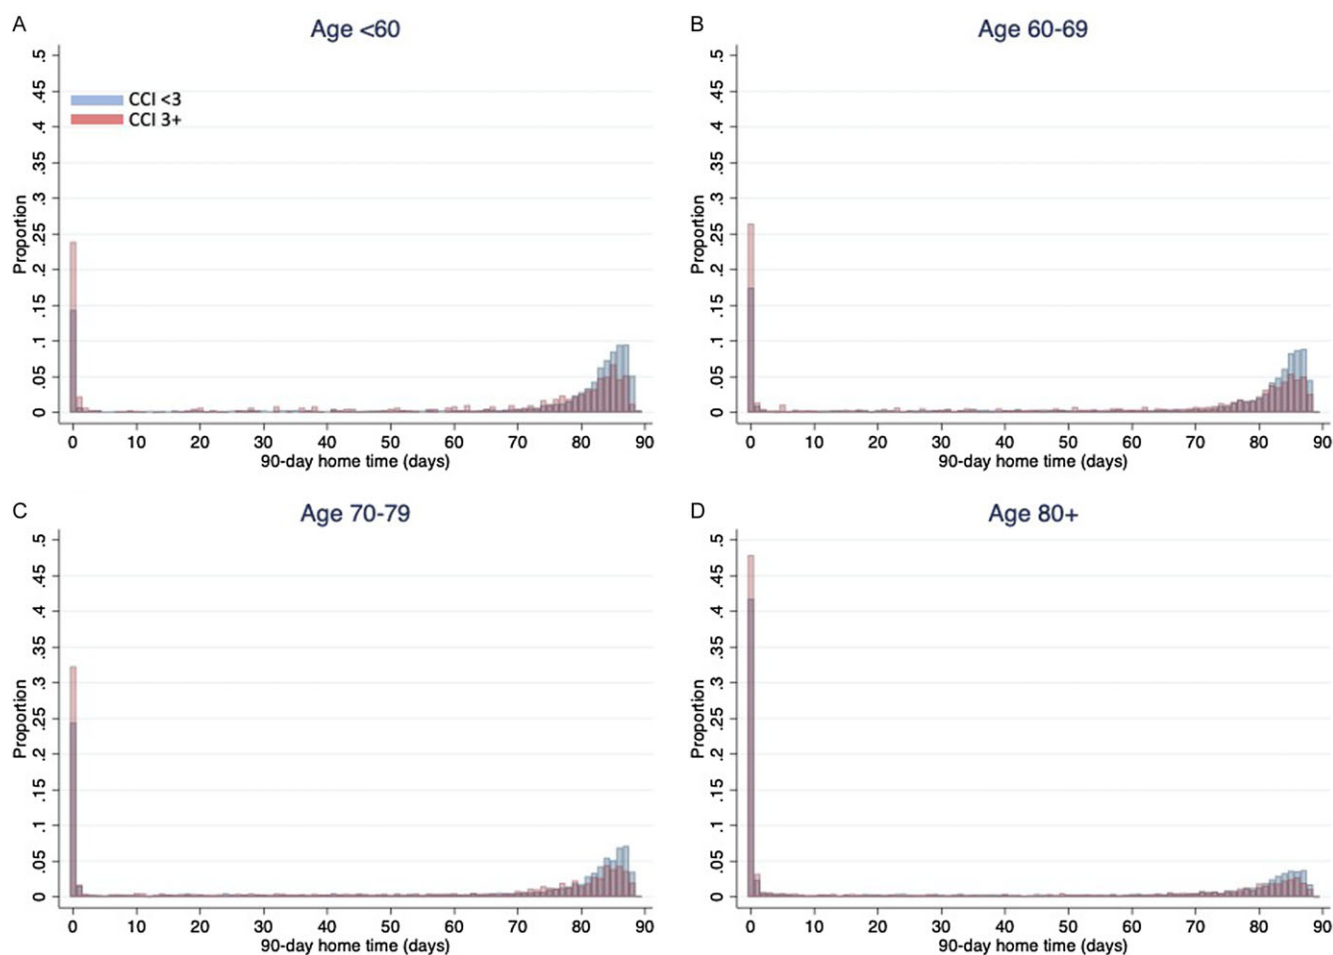 A
Age <60
.5
.45
.4
.35
.3
.25
.2
.15
.1
.05
0
Proportion
CCI <3
CCI 3+
0 10 20 30 40 50 60 70 80 90
90-day home time (days)
B
Age 60-69
.5
.45
.4
.35
.3
.25
.2
.15
.1
.05
0
Proportion
0 10 20 30 40 50 60 70 80 90
90-day home time (days)
C
Age 70-79
.5
.45
.4
.35
.3
.25
.2
.15
.1
.05
0
Proportion
0 10 20 30 40 50 60 70 80 90
90-day home time (days)
D
Age 80+
.5
.45
.4
.35
.3
.25
.2
.15
.1
.05
0
Proportion
0 10 20 30 40 50 60 70 80 90
90-day home time (days)